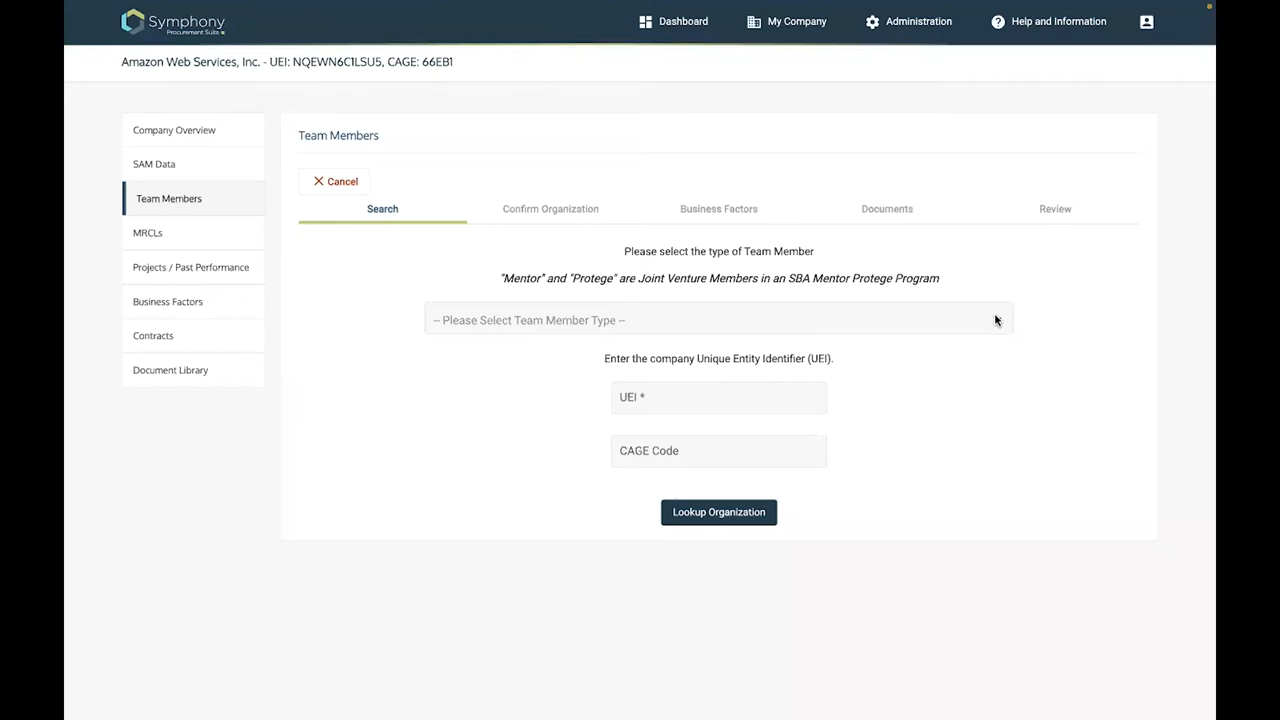 Symphony
Procurement Suite
Dashboard
My Company
Administration
Help and Information
Amazon Web Services, Inc. - UEI: NQEWN6C1LSU5, CAGE: 66EB1
Company Overview
SAM Data
Team Members
MRCLs
Projects / Past Performance
Business Factors
Contracts
Document Library
Team Members
Cancel
Search
Confirm Organization
Business Factors
Documents
Review
Please select the type of Team Member
"Mentor" and "Protege" are Joint Venture Members in an SBA Mentor Protege Program
-- Please Select Team Member Type --
Enter the company Unique Entity Identifier (UEI).
UEI *
CAGE Code
Lookup Organization